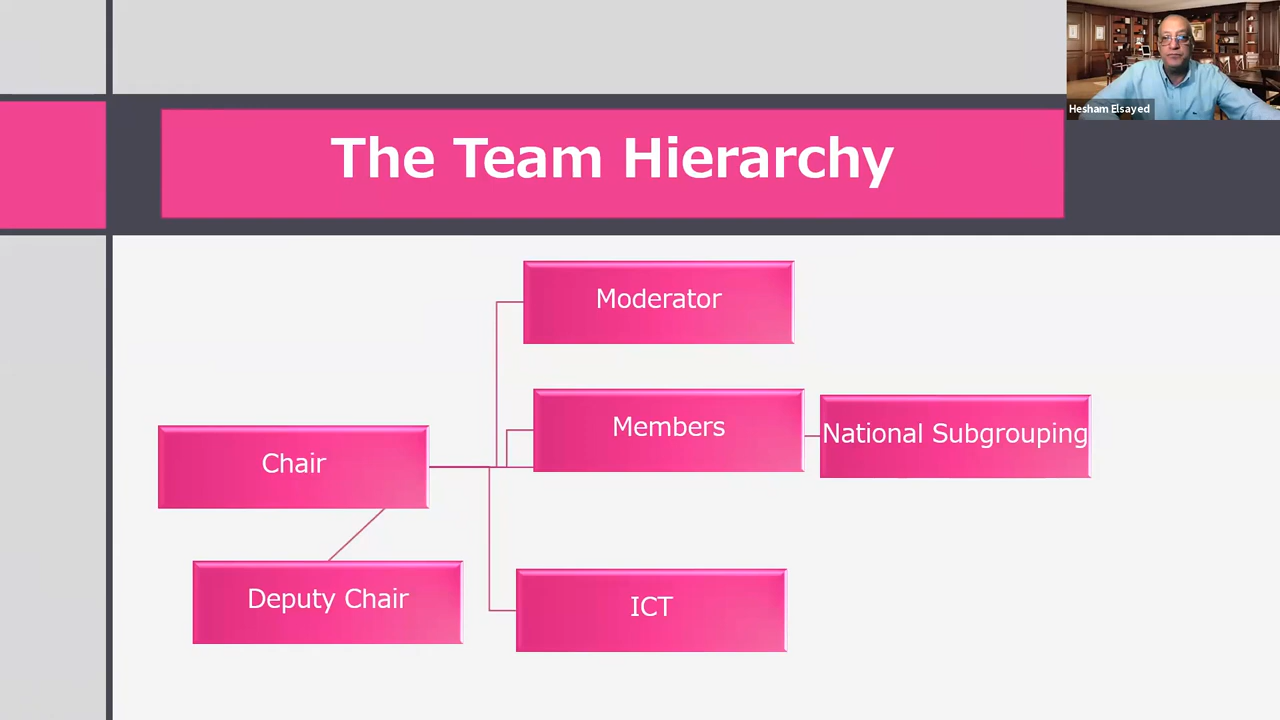 Hesham Elsayed
The Team Hierarchy
Moderator
Members
National Subgrouping
Chair
Deputy Chair
ICT